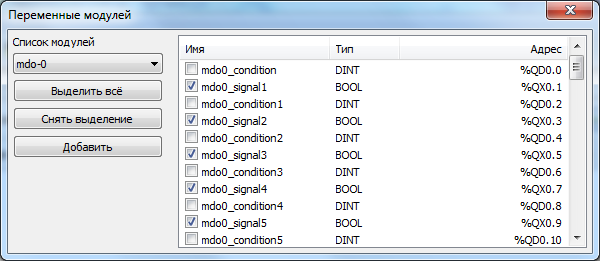 Переменные модулей
Список модулей
mdo-0
Выделить всё
Снять выделение
Добавить
Имя Тип Адрес
mdo0_condition DINT %QD0.0
mdo0_signal1 BOOL %QX0.1
mdo0_condition1 DINT %QD0.2
mdo0_signal2 BOOL %QX0.3
mdo0_condition2 DINT %QD0.4
mdo0_signal3 BOOL %QX0.5
mdo0_condition3 DINT %QD0.6
mdo0_signal4 BOOL %QX0.7
mdo0_condition4 DINT %QD0.8
mdo0_signal5 BOOL %QX0.9
mdo0_condition5 DINT %QD0.10